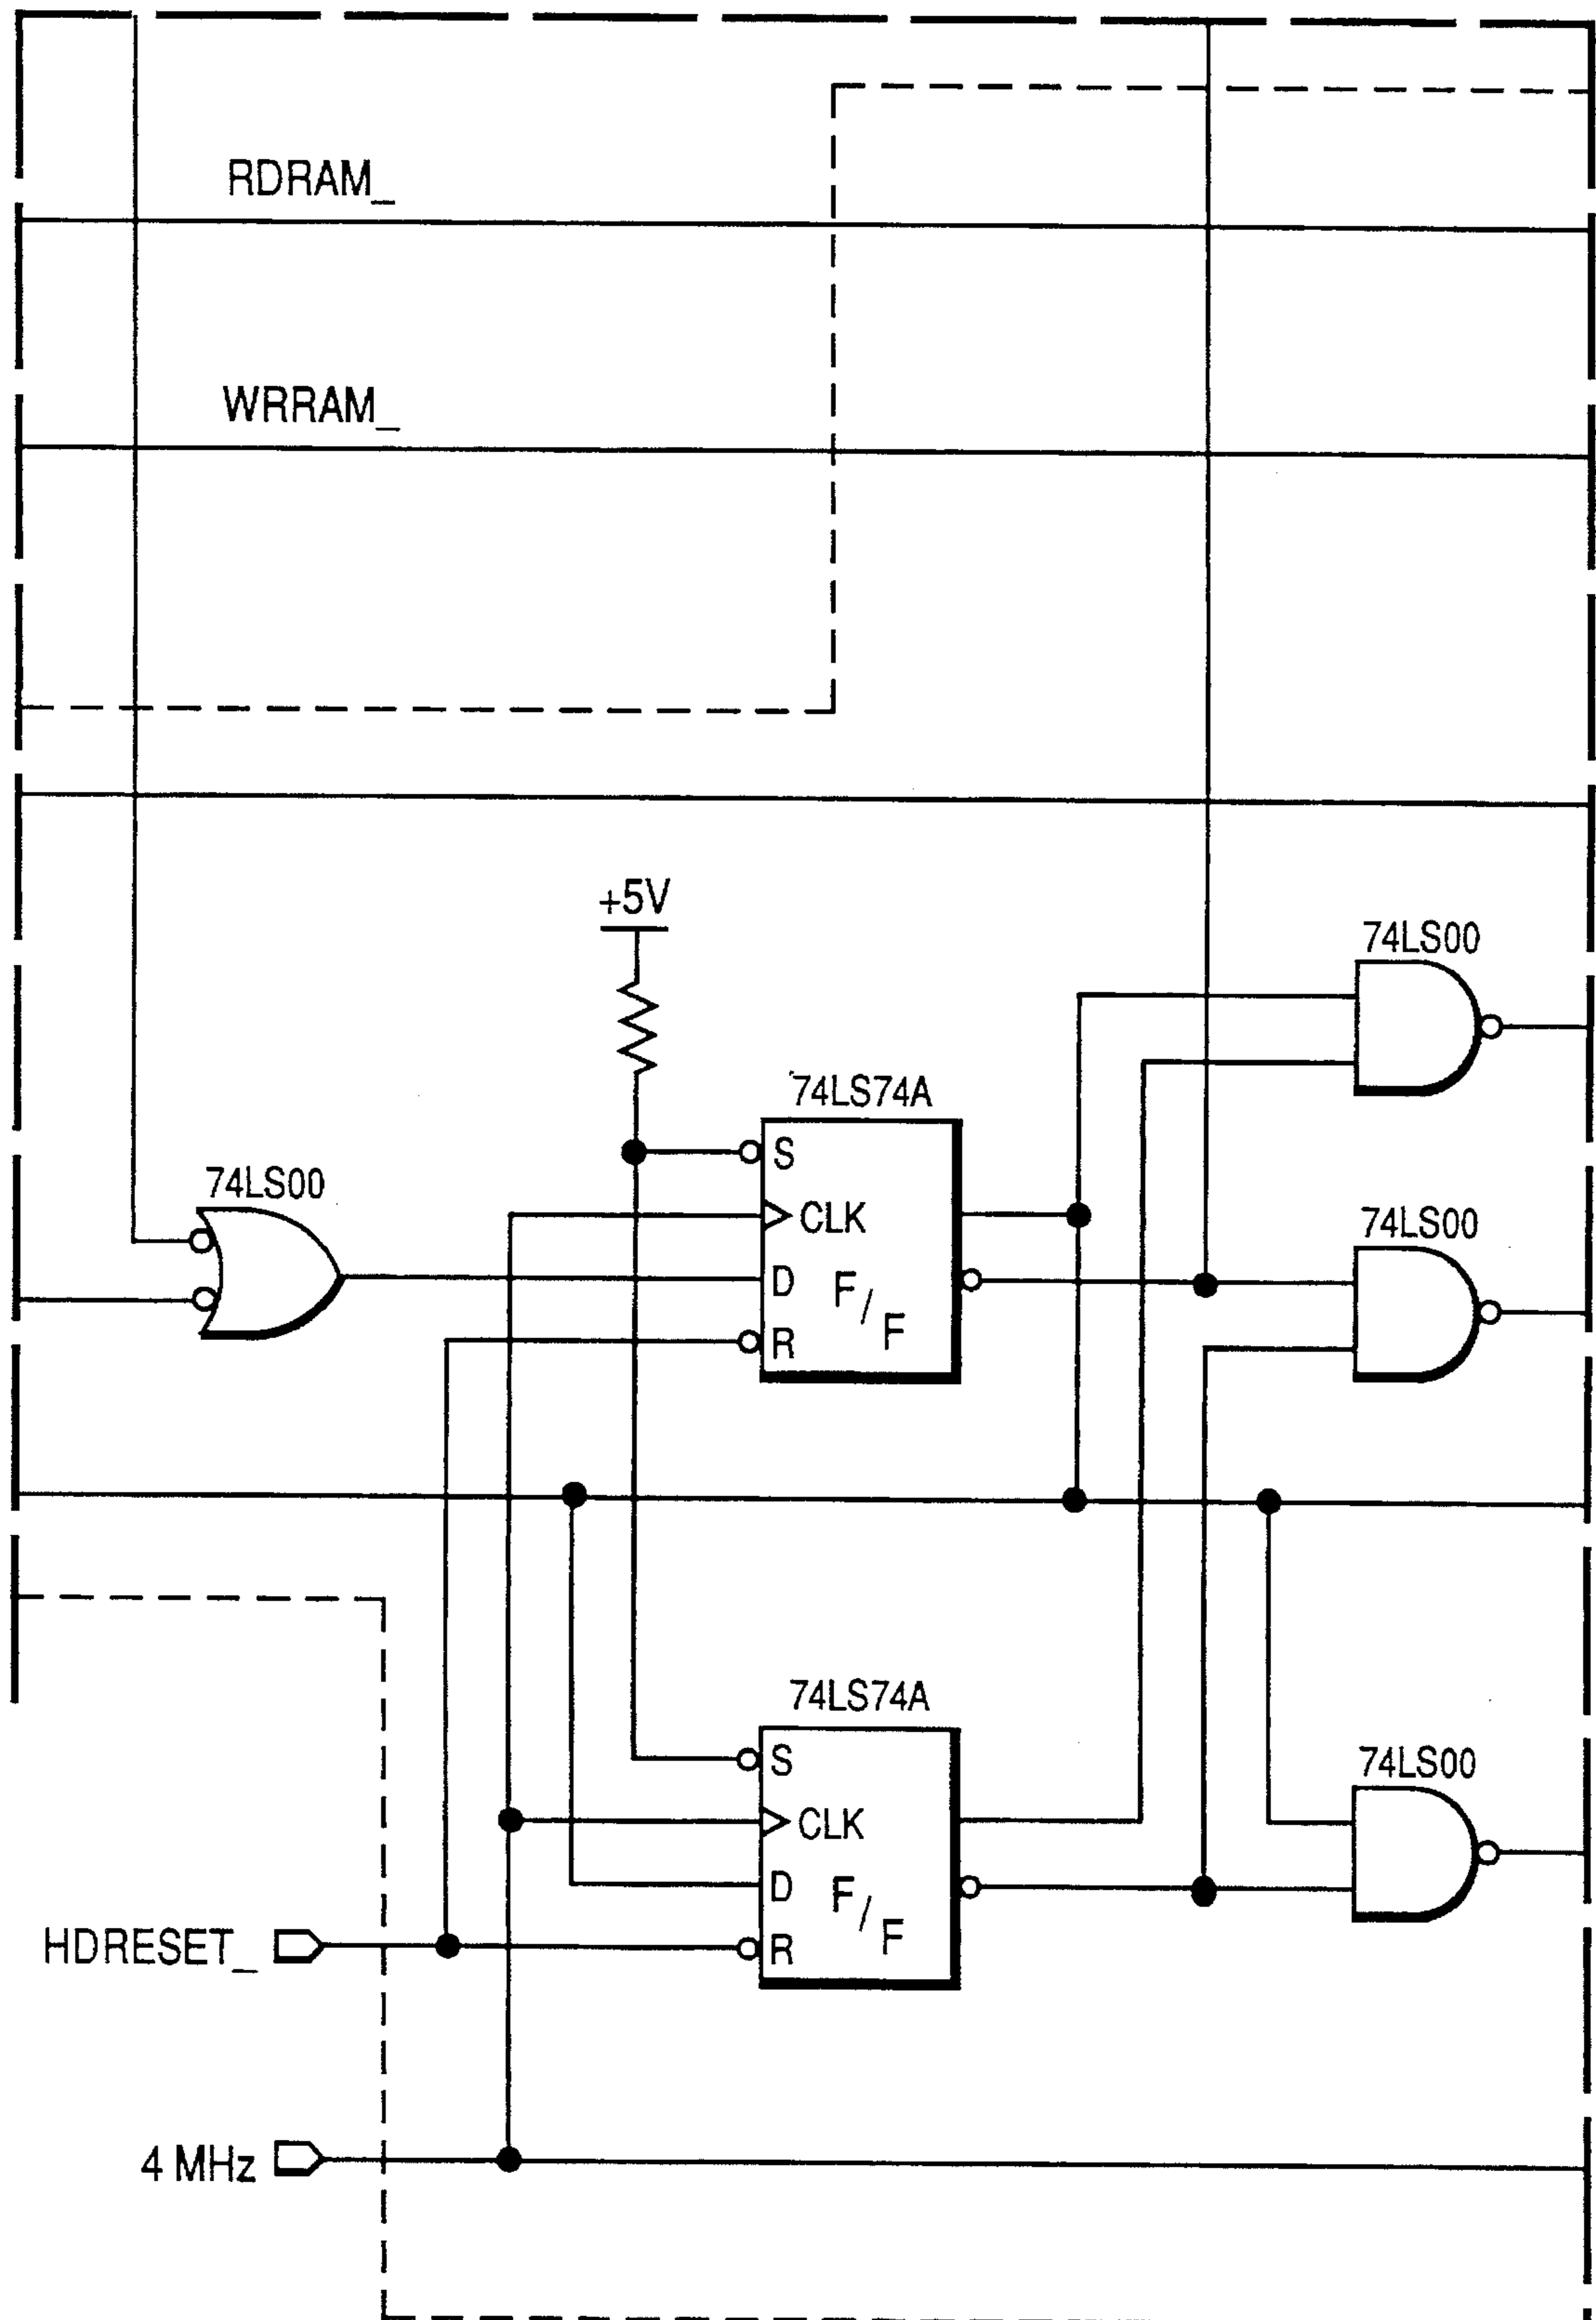 RDRAM_
WRRAM_
+5V
74LS00
74LS74A
S
74LS00
CLK
74LS00
D
F/F
R
74LS74A
S
74LS00
CLK
D
F/F
HDRESET_
R
4 MHz